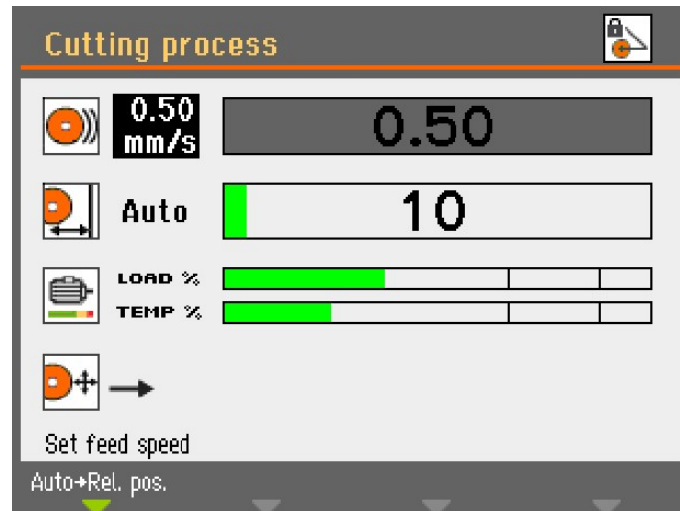 Cutting process
0.50
mm/s
0.50
Auto
10
LOAD %
TEMP %
Set feed speed
Auto→Rel. pos.